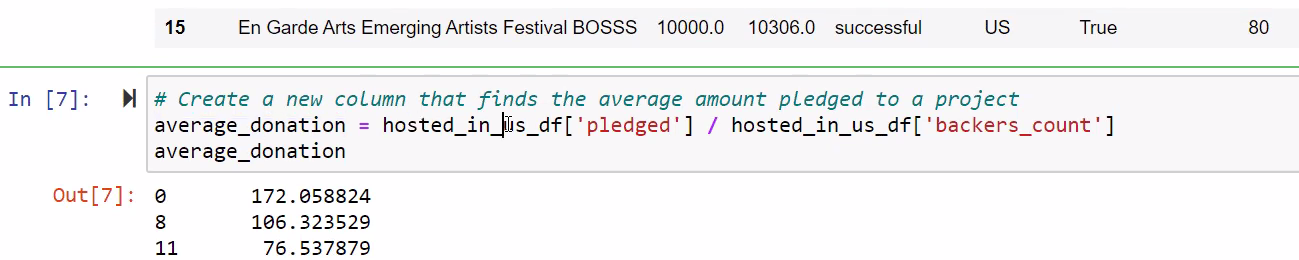 15 En Garde Arts Emerging Artists Festival BOSSS 10000.0 10306.0 successful US True 80
In [7]: # Create a new column that finds the average amount pledged to a project
average_donation = hosted_in_us_df['pledged'] / hosted_in_us_df['backers_count']
average_donation
Out[7]: 0 172.058824
8 106.323529
11 76.537879